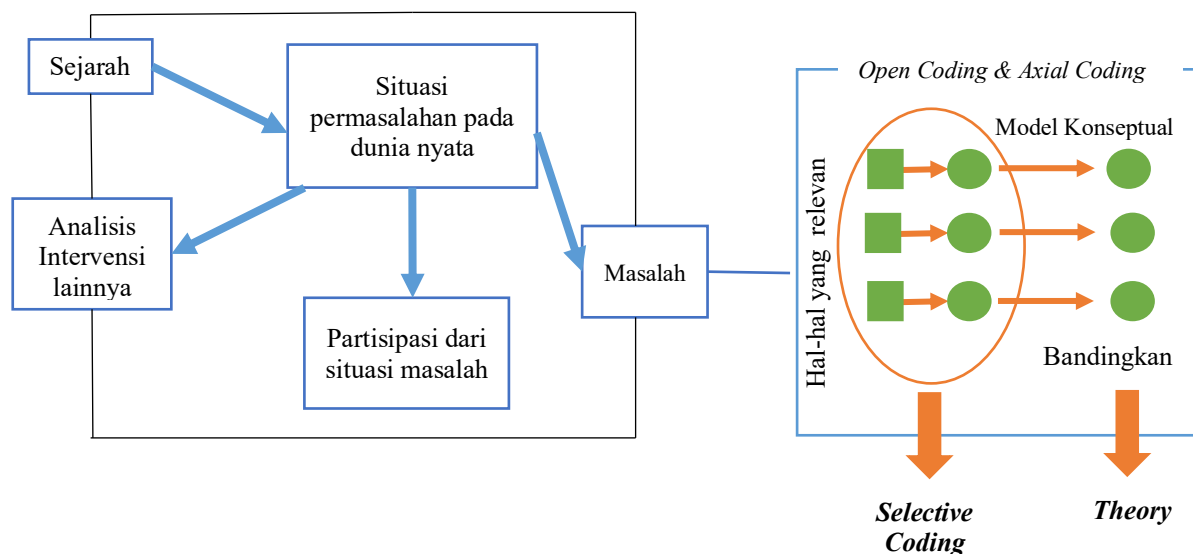 Sejarah
Situasi
permasalahan pada
dunia nyata
Analisis
Intervensi
lainnya
Partisipasi dari
situasi masalah
Masalah
Open Coding & Axial Coding
Hal-hal yang relevan
Model Konseptual
Bandingkan
Selective
Coding
Theory